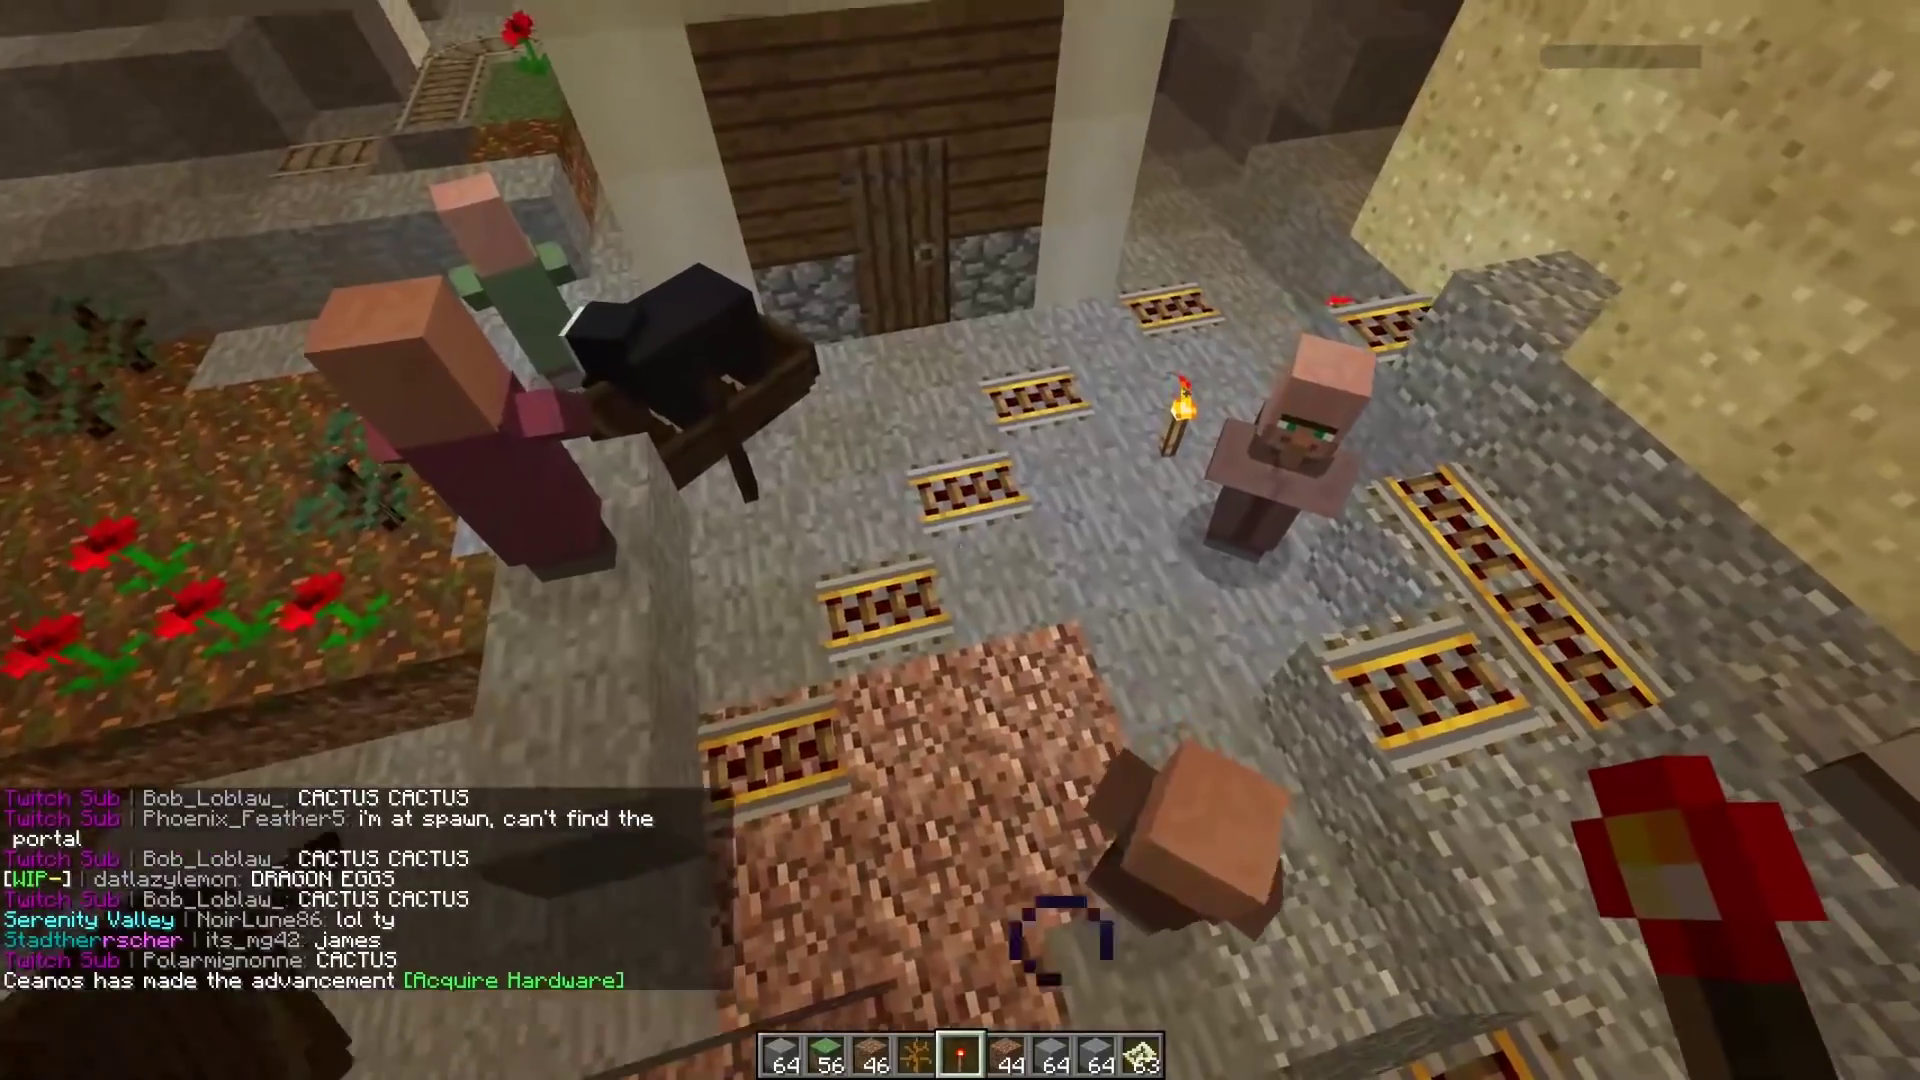 Twitch Sub | Bob_Loblaw_: CACTUS CACTUS
Twitch Sub | Phoenix_Feather5: i'm at spawn, can't find the
portal
Twitch Sub | Bob_Loblaw_: CACTUS CACTUS
[WIP-] | datlazylemon: DRAGON EGGS
Twitch Sub | Bob_Loblaw_: CACTUS CACTUS
Serenity Valley | NoirLune86: lol ty
Stadtherrscher | its_mg42: james
Twitch Sub | Polarmignonne: CACTUS
Ceanos has made the advancement [Acquire Hardware]
64 56 46 44 64 64 63